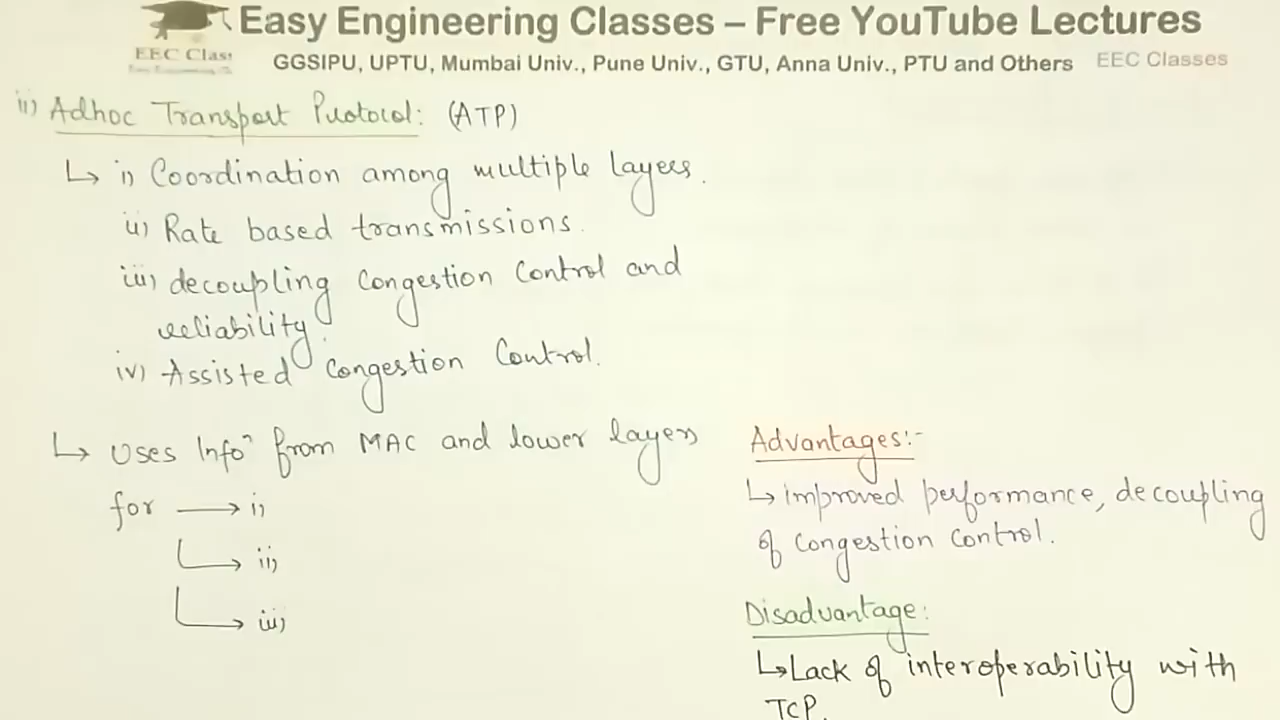 Easy Engineering Classes – Free YouTube Lectures
EEC Classes
GGSIPU, UPTU, Mumbai Univ., Pune Univ., GTU, Anna Univ., PTU and Others
EEC Classes
ii) Adhoc Transport Protocol: (ATP)
↳ i) Coordination among multiple layers.
ii) Rate based transmissions.
iii) decoupling Congestion Control and
reliability.
iv) Assisted Congestion Control.
↳ Uses Infoⁿ from MAC and lower layers
for → i)
↳ ii)
↳ iii)
Advantages:-
↳ improved performance, decoupling
of congestion control.
Disadvantage:
↳ Lack of interoperability with
TCP.